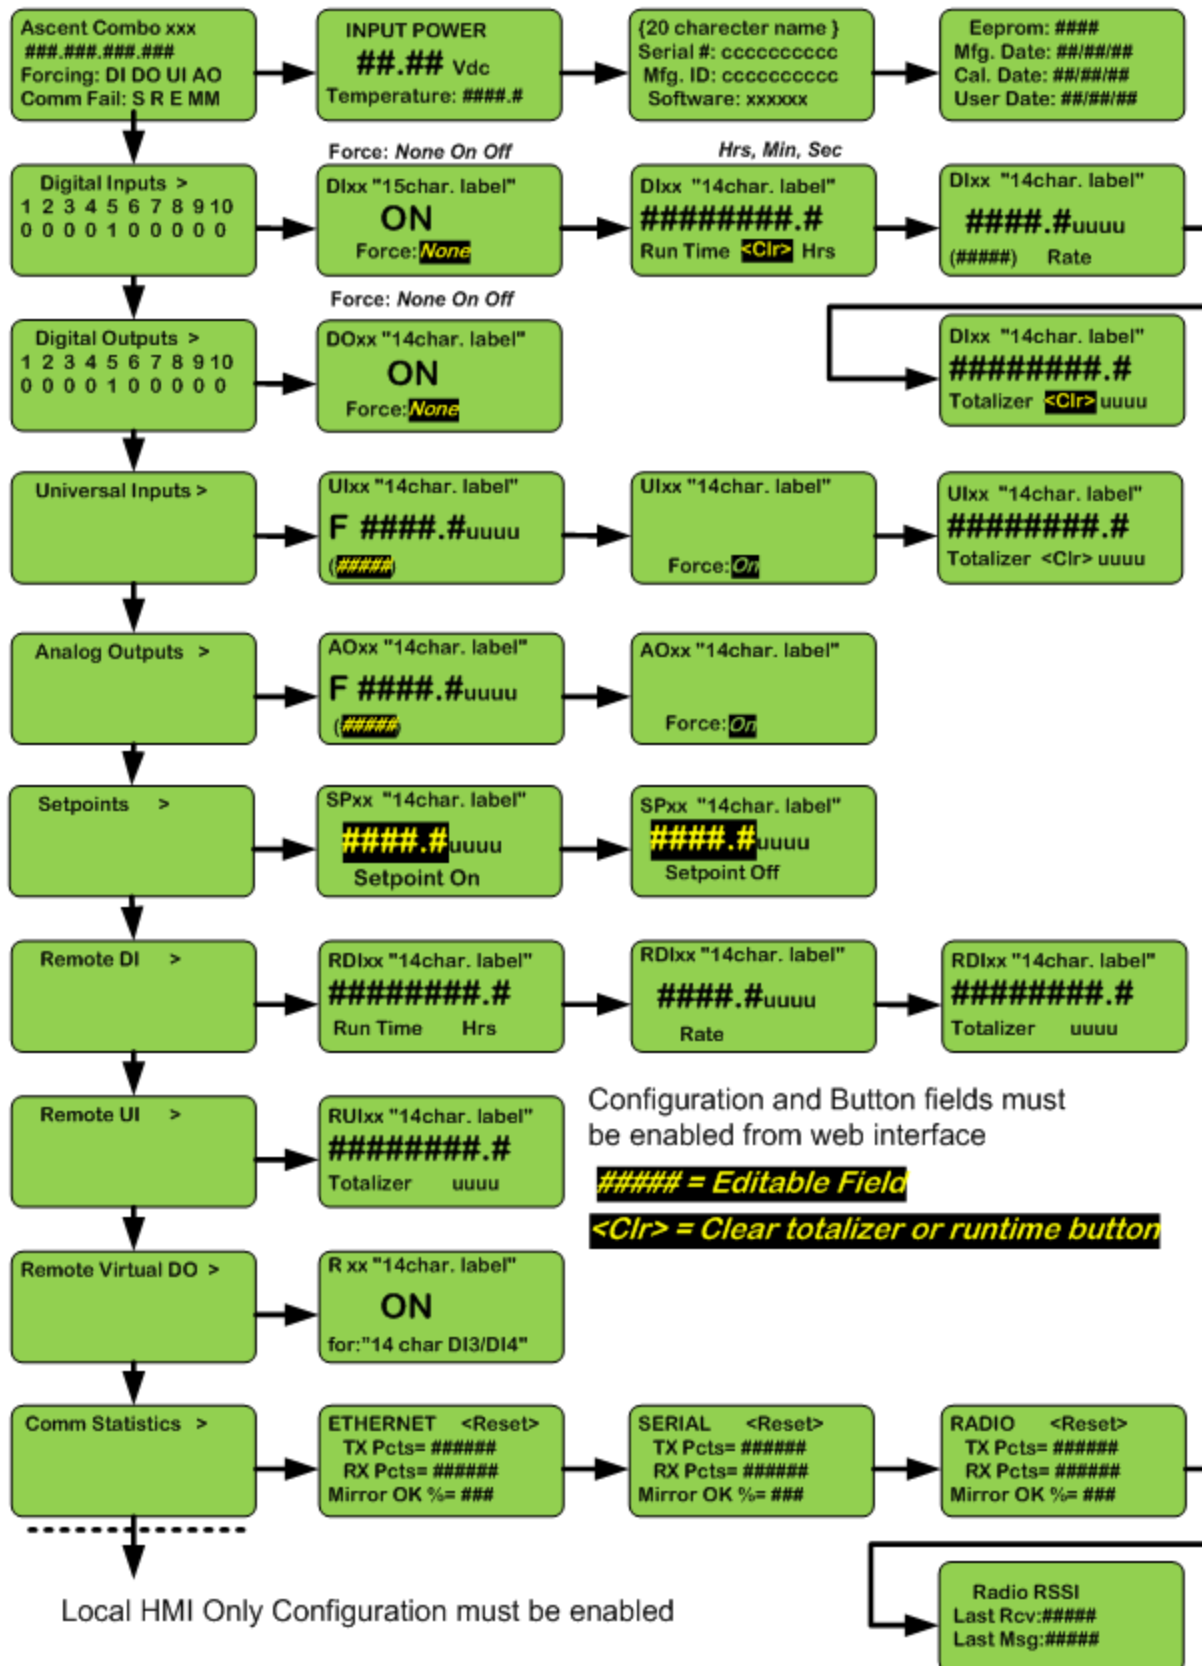 Ascent Combo xxx
###.###.###.###
Forcing: DI DO UI AO
Comm Fail: S R E MM
INPUT POWER
##.## Vdc
Temperature: ####.#
{20 charecter name }
Serial #: cccccccccc
Mfg. ID: cccccccccc
Software: xxxxxx
Eeprom: ####
Mfg. Date: ##/##/##
Cal. Date: ##/##/##
User Date: ##/##/##
Digital Inputs >
1 2 3 4 5 6 7 8 9 10
0 0 0 0 1 0 0 0 0 0
Force: None On Off
DIxx "15char. label"
ON
Force:None
Hrs, Min, Sec
DIxx "14char. label"
########.#
Run Time <Clr> Hrs
DIxx "14char. label"
####.#uuuu
(#####) Rate
DIxx "14char. label"
########.#
Totalizer <Clr> uuuu
Digital Outputs >
1 2 3 4 5 6 7 8 9 10
0 0 0 0 1 0 0 0 0 0
Force: None On Off
DOxx "14char. label"
ON
Force:None
Universal Inputs >
UIxx "14char. label"
F ####.#uuuu
(#####)
UIxx "14char. label"
Force:On
UIxx "14char. label"
########.#
Totalizer <Clr> uuuu
Analog Outputs >
AOxx "14char. label"
F ####.#uuuu
(#####)
AOxx "14char. label"
Force:On
Setpoints >
SPxx "14char. label"
####.#uuuu
Setpoint On
SPxx "14char. label"
####.#uuuu
Setpoint Off
Remote DI >
RDIxx "14char. label"
########.#
Run Time Hrs
RDIxx "14char. label"
####.#uuuu
Rate
RDIxx "14char. label"
########.#
Totalizer uuuu
Remote UI >
RUIxx "14char. label"
########.#
Totalizer uuuu
Configuration and Button fields must
be enabled from web interface
##### = Editable Field
<Clr> = Clear totalizer or runtime button
Remote Virtual DO >
R xx "14char. label"
ON
for:"14 char DI3/DI4"
Comm Statistics >
ETHERNET <Reset>
TX Pcts= ######
RX Pcts= ######
Mirror OK %= ###
SERIAL <Reset>
TX Pcts= ######
RX Pcts= ######
Mirror OK %= ###
RADIO <Reset>
TX Pcts= ######
RX Pcts= ######
Mirror OK %= ###
Radio RSSI
Last Rcv:#####
Last Msg:#####
Local HMI Only Configuration must be enabled